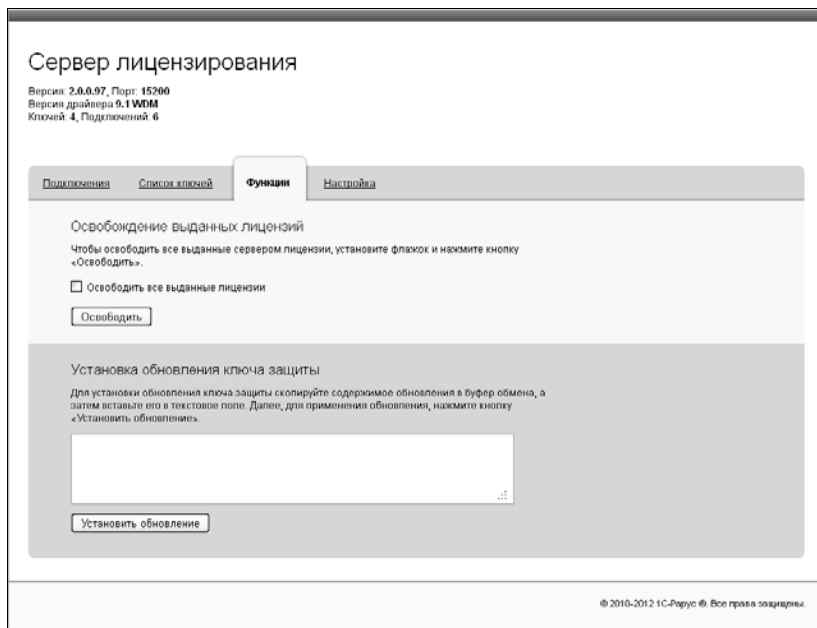 Сервер лицензирования
Версия: 2.0.0.97, Порт: 15200
Версия драйвера 9.1 WDM
Ключей: 4, Подключений: 6
Подключения Список ключей Функции Настройка
Освобождение выданных лицензий
Чтобы освободить все выданные сервером лицензии, установите флажок и нажмите кнопку
«Освободить».
Освободить все выданные лицензии
Освободить
Установка обновления ключа защиты
Для установки обновления ключа защиты скопируйте содержимое обновления в буфер обмена, а
затем вставьте его в текстовое поле. Далее, для применения обновления, нажмите кнопку
«Установить обновление».
Установить обновление
© 2010-2012 1С-Рарус ®. Все права защищены.